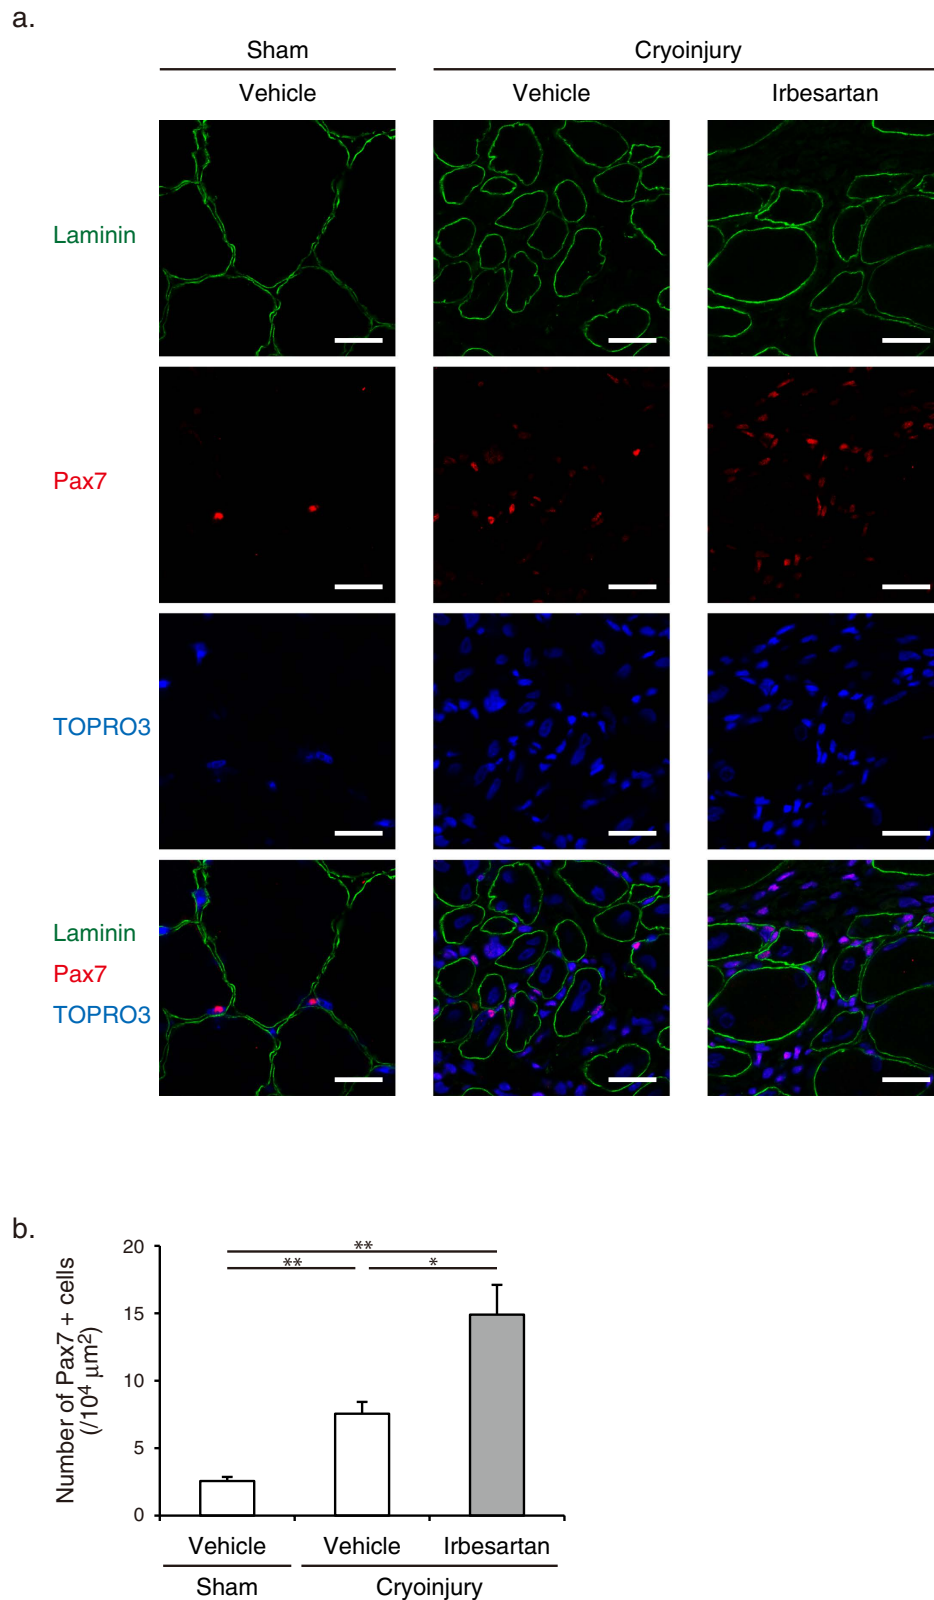 a.
Sham
Cryoinjury
Vehicle
Vehicle
Irbesartan
Laminin
Pax7
TOPRO3
Laminin
Pax7
TOPRO3
b.
Number of Pax7 + cells
(/10⁴ μm²)
20
15
10
5
0
**
**
*
Vehicle
Vehicle
Irbesartan
Sham
Cryoinjury